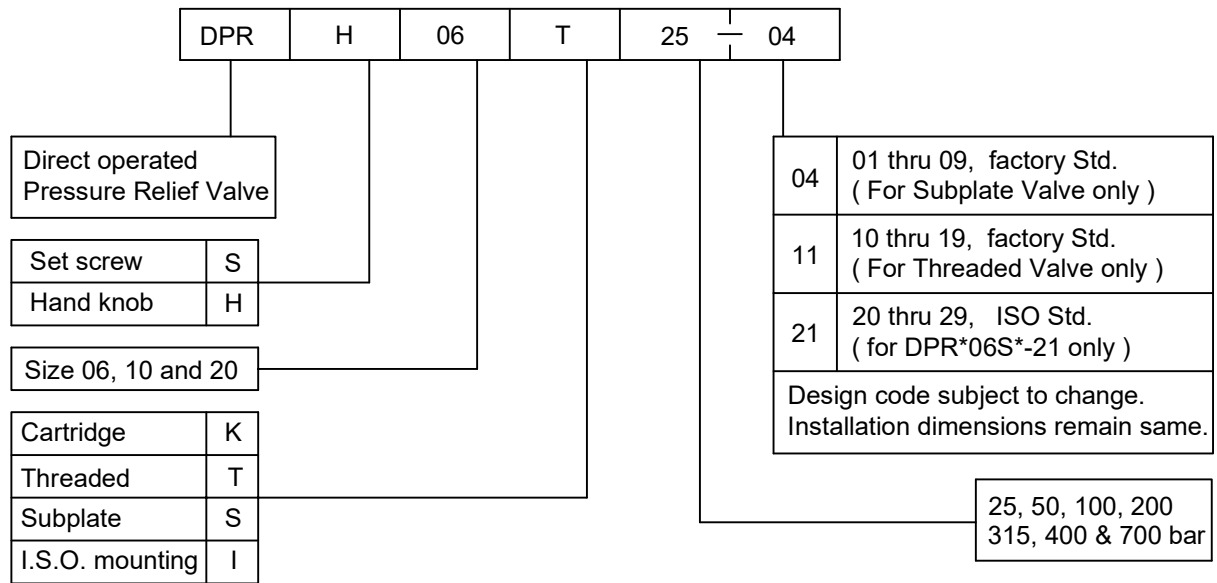 DPR H 06 T 25 — 04
Direct operated
Pressure Relief Valve
Set screw S
Hand knob H
Size 06, 10 and 20
Cartridge K
Threaded T
Subplate S
I.S.O. mounting I
04 01 thru 09, factory Std.
( For Subplate Valve only )
11 10 thru 19, factory Std.
( For Threaded Valve only )
21 20 thru 29, ISO Std.
( for DPR*06S*-21 only )
Design code subject to change.
Installation dimensions remain same.
25, 50, 100, 200
315, 400 & 700 bar